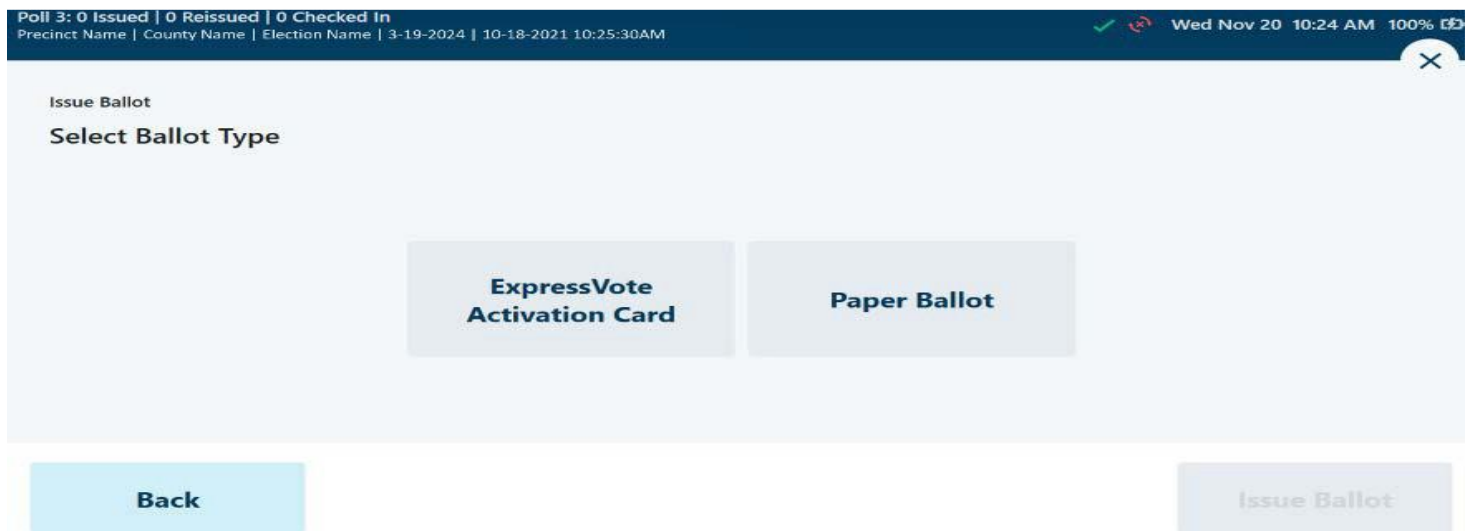 Poll 3: 0 Issued | 0 Reissued | 0 Checked In
Wed Nov 20 10:24 AM 100%
Precinct Name | County Name | Election Name | 3-19-2024 | 10-18-2021 10:25:30AM
Issue Ballot
Select Ballot Type
ExpressVote
Activation Card
Paper Ballot
Back
Issue Ballot